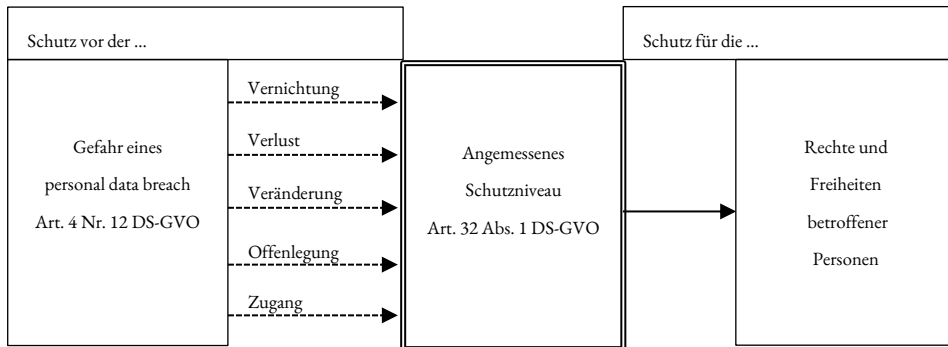 Schutz vor der ...
Schutz für die ...
Gefahr eines
personal data breach
Art. 4 Nr. 12 DS-GVO
Vernichtung
Verlust
Veränderung
Offenlegung
Zugang
Angemessenes
Schutzniveau
Art. 32 Abs. 1 DS-GVO
Rechte und
Freiheiten
betroffener
Personen